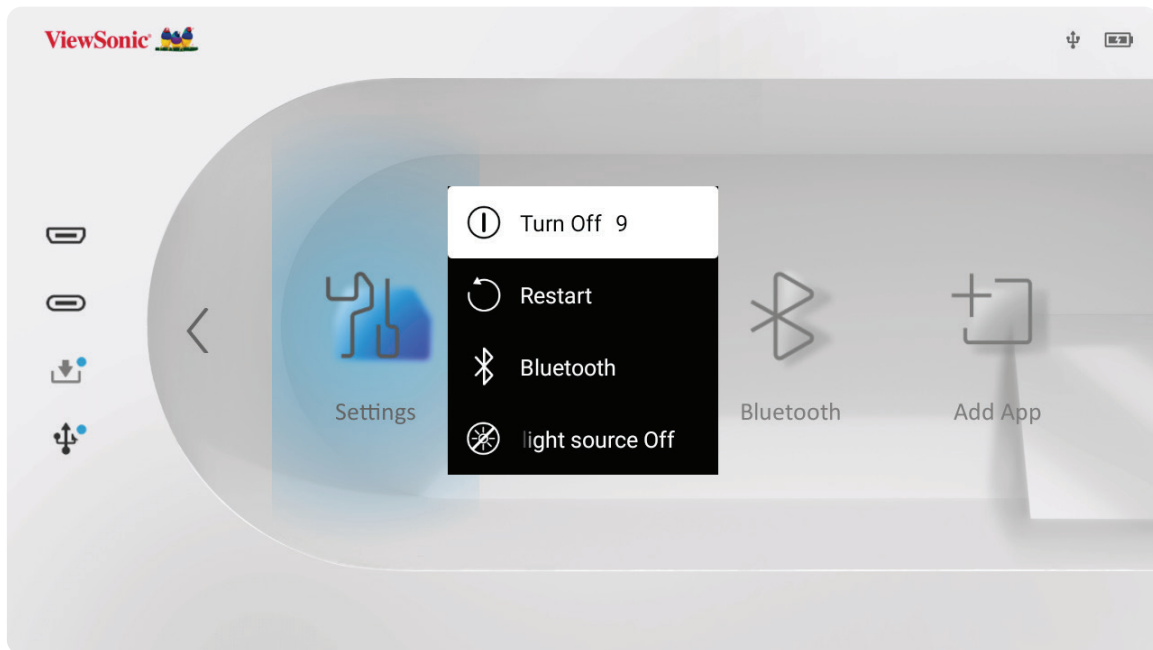 ViewSonic
Turn Off 9
Restart
Bluetooth
light source Off
Settings
Bluetooth
Add App